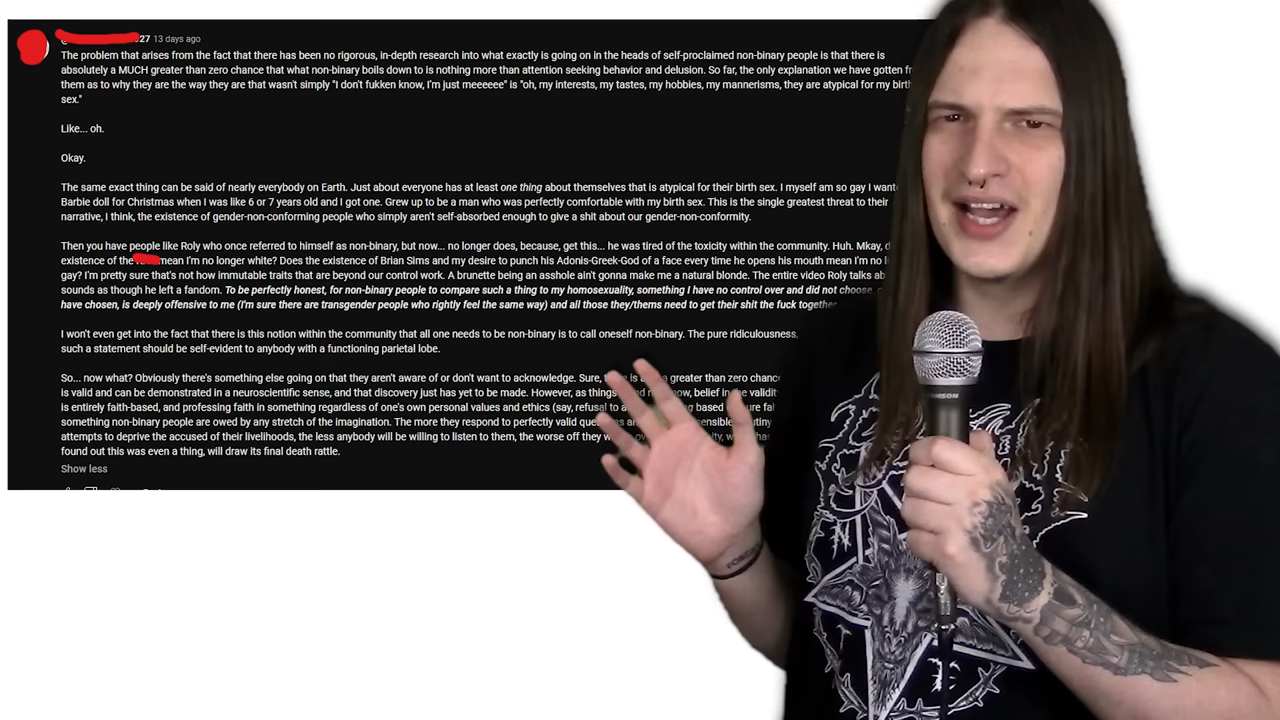 27 13 days ago
The problem that arises from the fact that there has been no rigorous, in-depth research into what exactly is going on in the heads of self-proclaimed non-binary people is that there is
absolutely a MUCH greater than zero chance that what non-binary boils down to is nothing more than attention seeking behavior and delusion. So far, the only explanation we have gotten
them as to why they are the way they are that wasn't simply "I don't fukken know, I'm just meeeeee" is "oh, my interests, my tastes, my hobbies, my mannerisms, they are atypical for my birth
sex."
Like... oh.
Okay.
The same exact thing can be said of nearly everybody on Earth. Just about everyone has at least one thing about themselves that is atypical for their birth sex. I myself am so gay I
Barbie doll for Christmas when I was like 6 or 7 years old and I got one. Grew up to be a man who was perfectly comfortable with my birth sex. This is the single greatest threat to their
narrative, I think, the existence of gender-non-conforming people who simply aren't self-absorbed enough to give a shit about our gender-non-conformity.
Then you have people like Roly who once referred to himself as non-binary, but now... no longer does, because, get this... he was tired of the toxicity within the community. Huh. Mkay,
existence of the mean I'm no longer white? Does the existence of Brian Sims and my desire to punch his Adonis-Greek-God of a face every time he opens his mouth mean I'm no
gay? I'm pretty sure that's not how immutable traits that are beyond our control work. A brunette being an asshole ain't gonna make me a natural blonde. The entire video Roly talks
sounds as though he left a fandom. To be perfectly honest, for non-binary people to compare such a thing to my homosexuality, something I have no control over and did not choose,
have chosen, is deeply offensive to me (I'm sure there are transgender people who rightly feel the same way) and all those they/thems need to get their shit the fuck together
I won't even get into the fact that there is this notion within the community that all one needs to be non-binary is to call oneself non-binary. The pure ridiculousness,
such a statement should be self-evident to anybody with a functioning parietal lobe.
So... now what? Obviously there's something else going on that they aren't aware of or don't want to acknowledge. Sure, is a greater than zero chance
is valid and can be demonstrated in a neuroscientific sense, and that discovery just has yet to be made. However, as things now, belief in the
is entirely faith-based, and professing faith in something regardless of one's own personal values and ethics (say, refusal to based
something non-binary people are owed by any stretch of the imagination. The more they respond to perfectly valid
attempts to deprive the accused of their livelihoods, the less anybody will be willing to listen to them, the worse off they
found out this was even a thing, will draw its final death rattle.
Show less
SAMSON